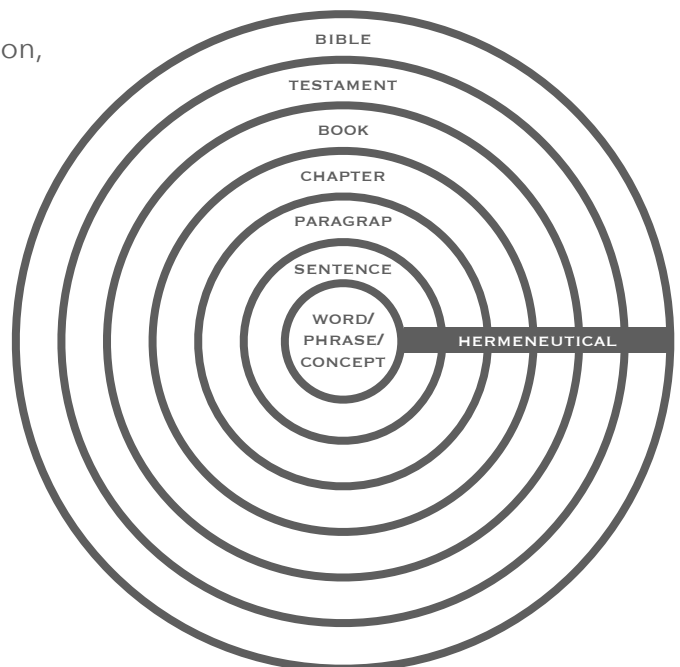 on,
BIBLE
TESTAMENT
BOOK
CHAPTER
PARAGRAP
SENTENCE
WORD/
PHRASE/
CONCEPT
HERMENEUTICAL